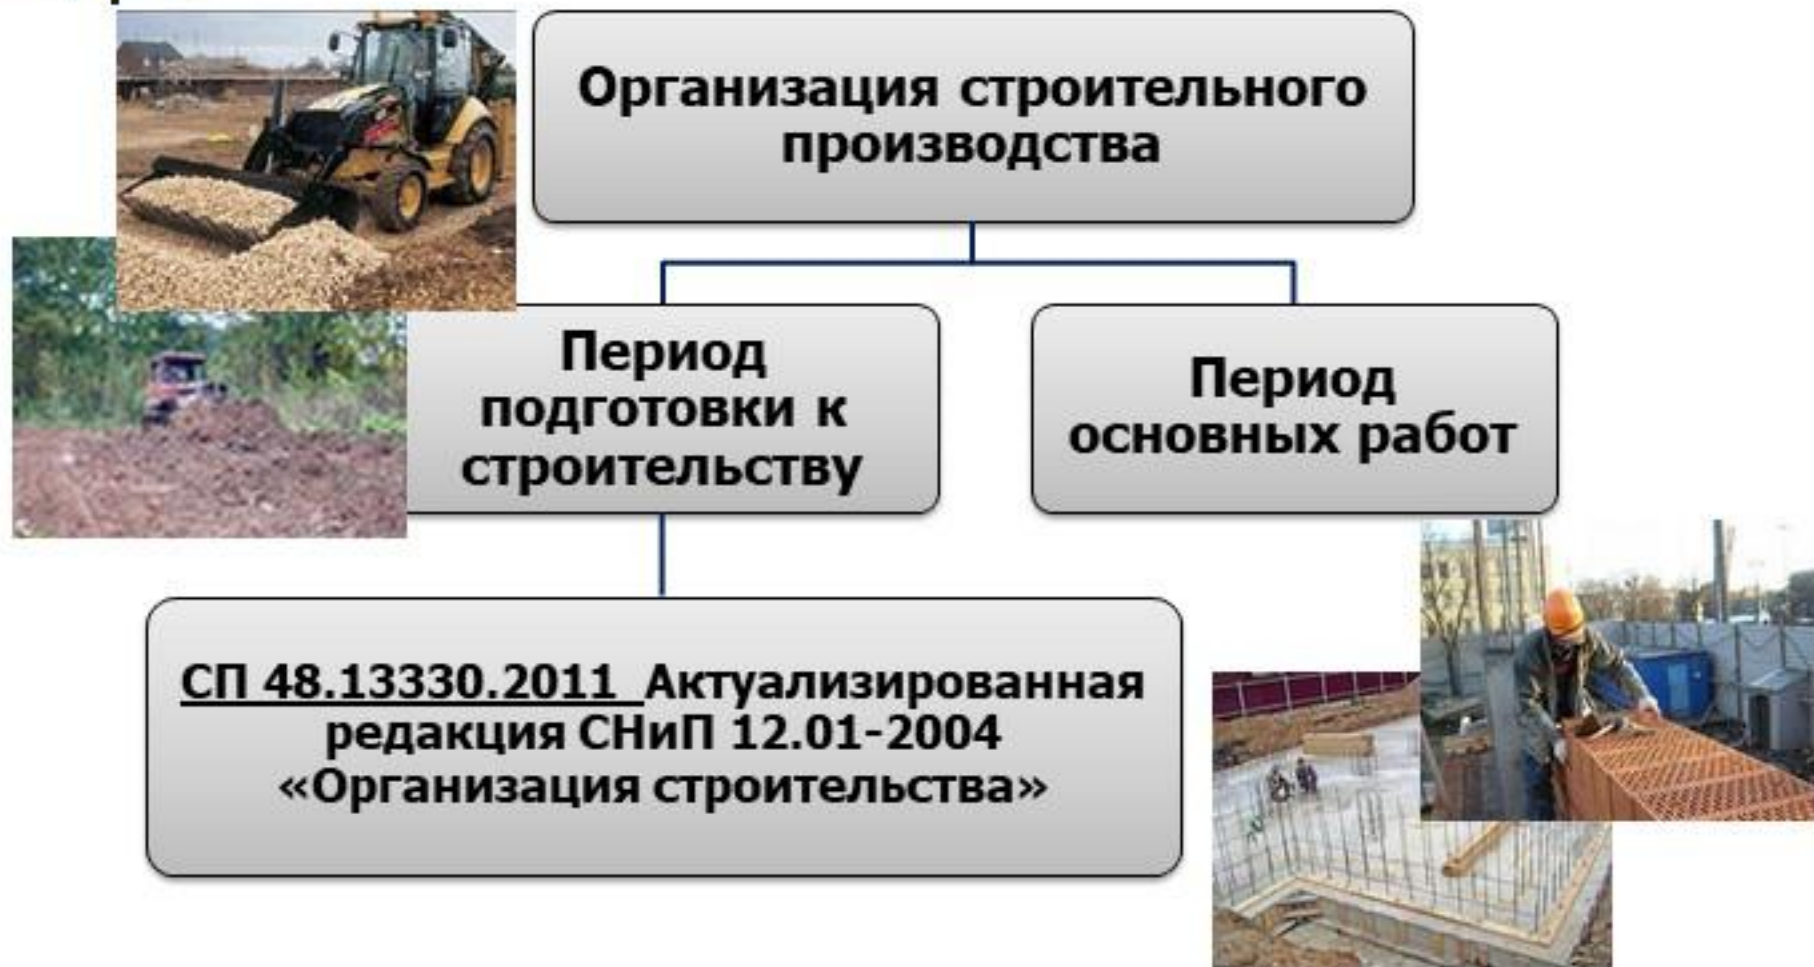 Организация строительного
производства
Период
подготовки к
строительству
Период
основных работ
СП 48.13330.2011 Актуализированная
редакция СНиП 12.01-2004
«Организация строительства»